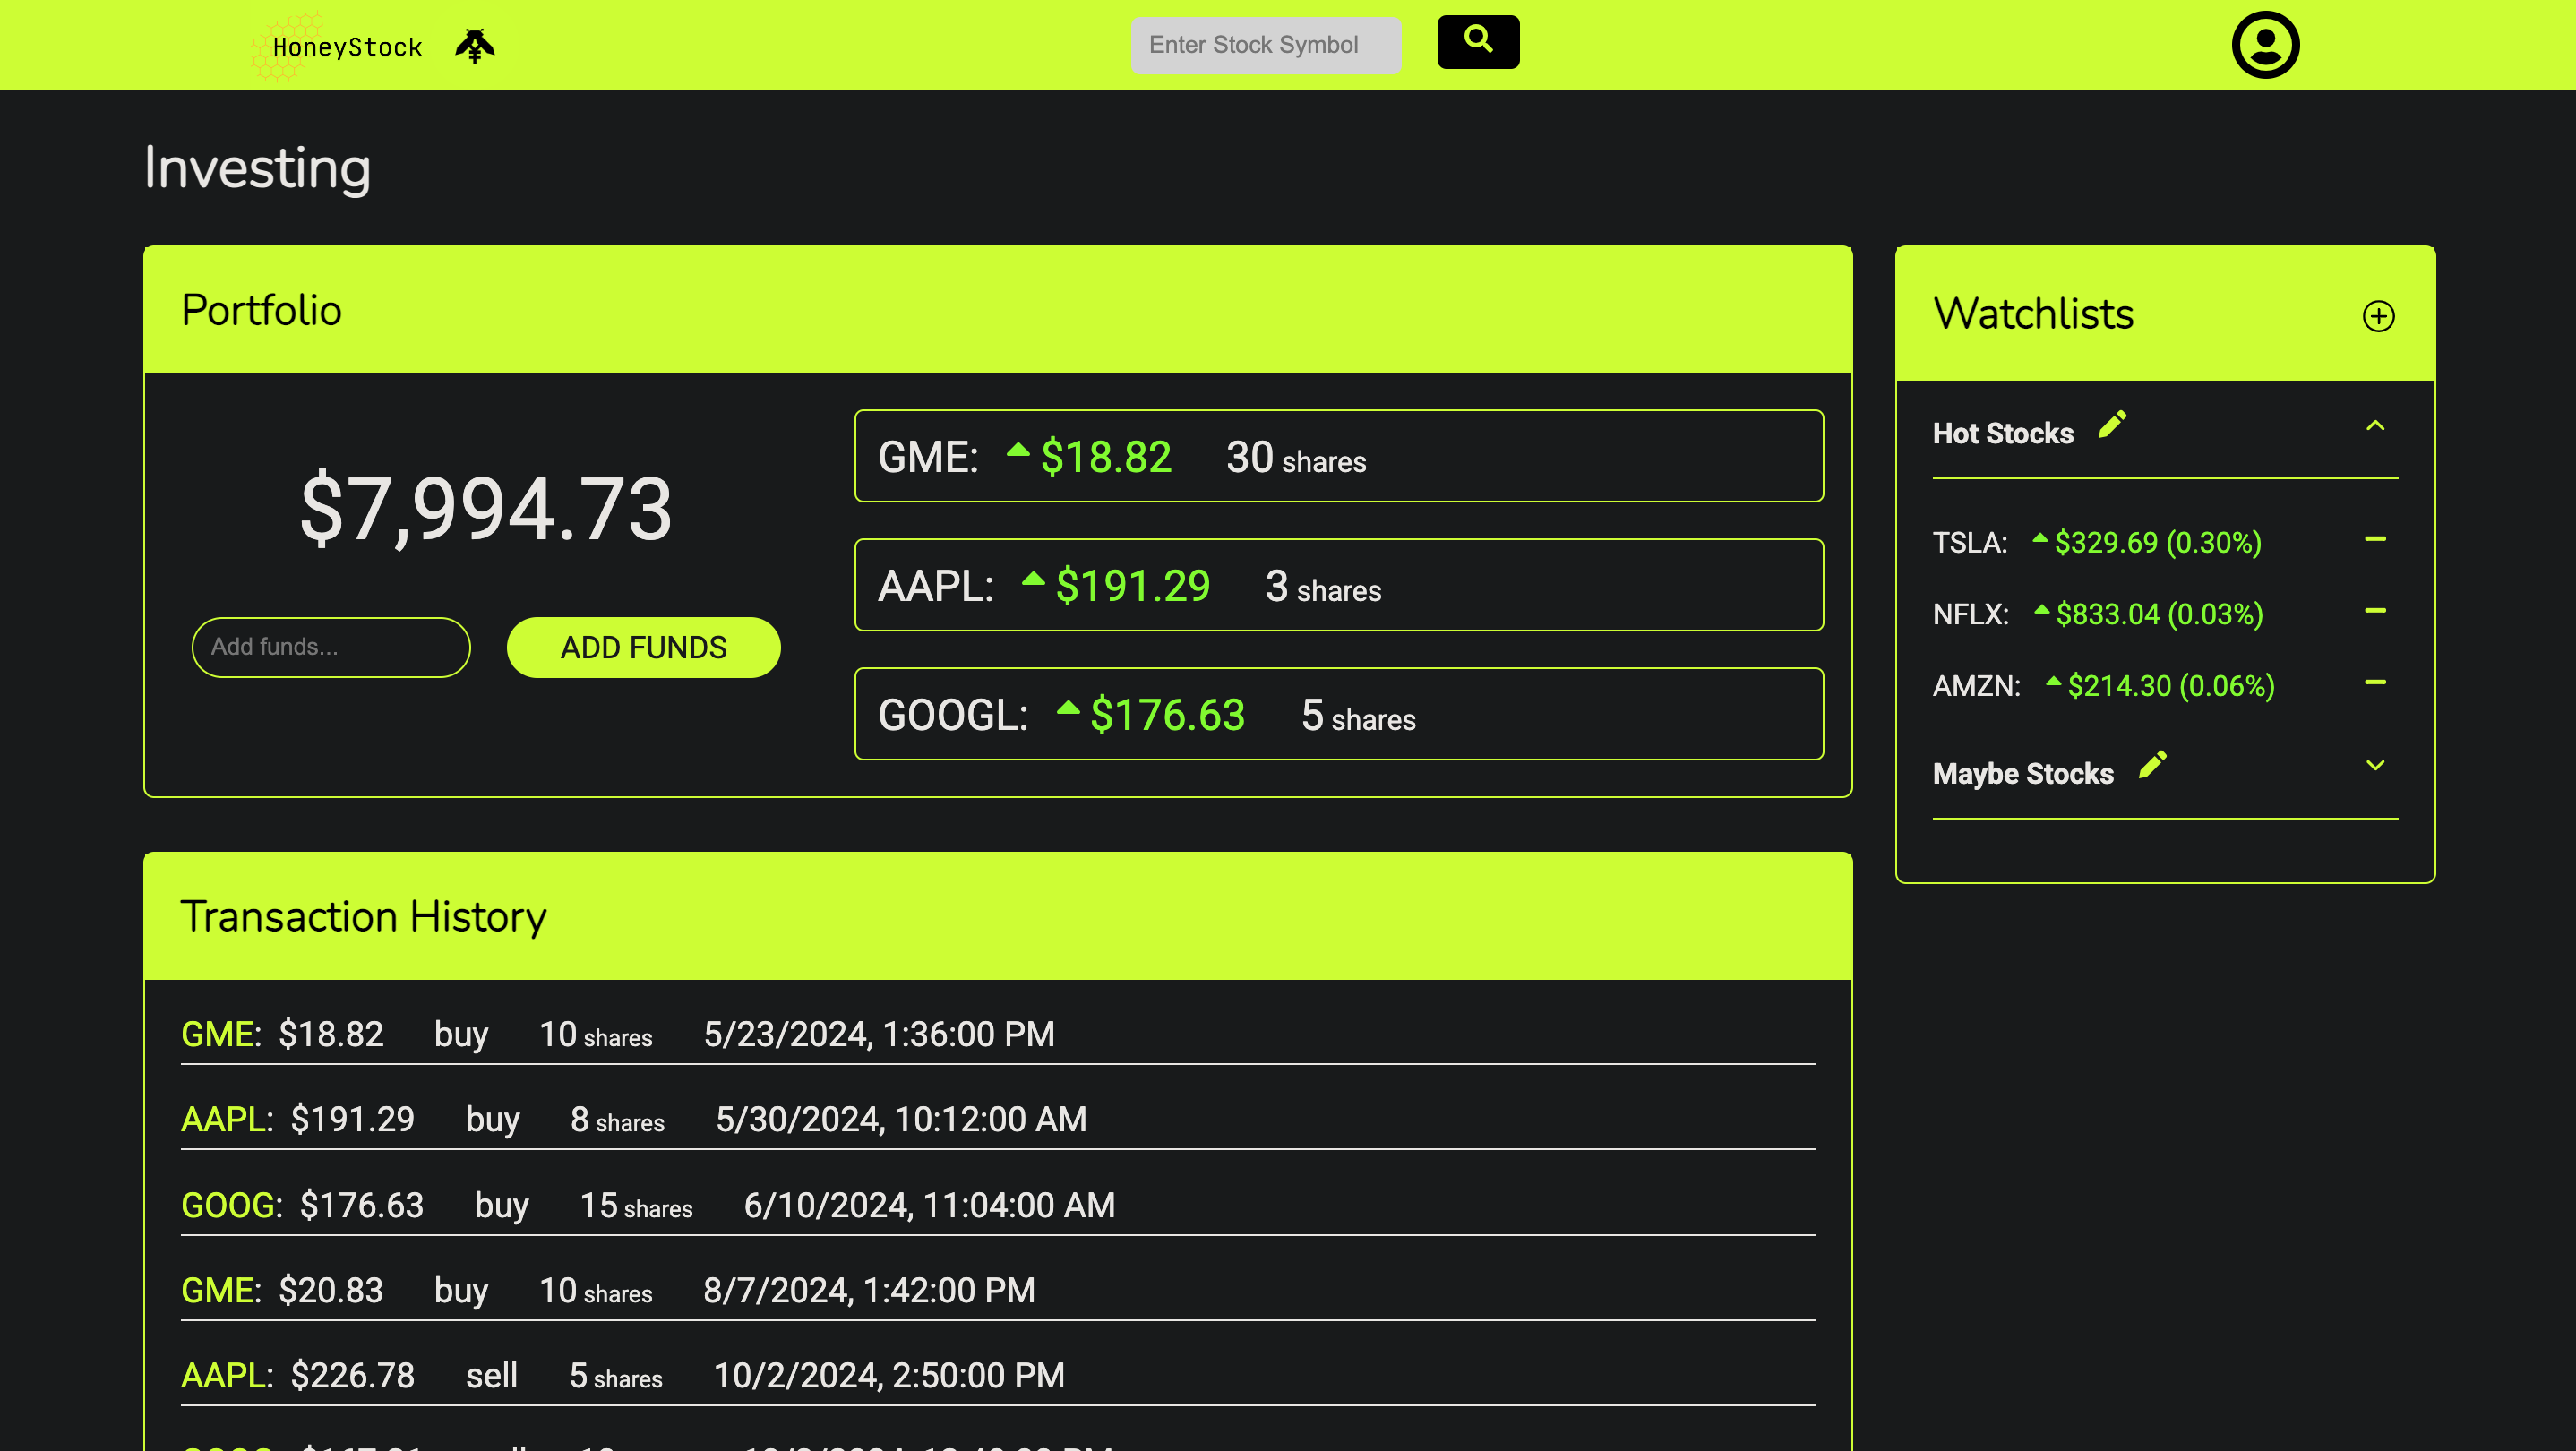 HoneyStock
Enter Stock Symbol
Investing
Portfolio
$7,994.73
Add funds...
ADD FUNDS
GME: $18.82 30 shares
AAPL: $191.29 3 shares
GOOGL: $176.63 5 shares
Watchlists
Hot Stocks
TSLA: $329.69 (0.30%)
NFLX: $833.04 (0.03%)
AMZN: $214.30 (0.06%)
Maybe Stocks
Transaction History
GME: $18.82 buy 10 shares 5/23/2024, 1:36:00 PM
AAPL: $191.29 buy 8 shares 5/30/2024, 10:12:00 AM
GOOG: $176.63 buy 15 shares 6/10/2024, 11:04:00 AM
GME: $20.83 buy 10 shares 8/7/2024, 1:42:00 PM
AAPL: $226.78 sell 5 shares 10/2/2024, 2:50:00 PM